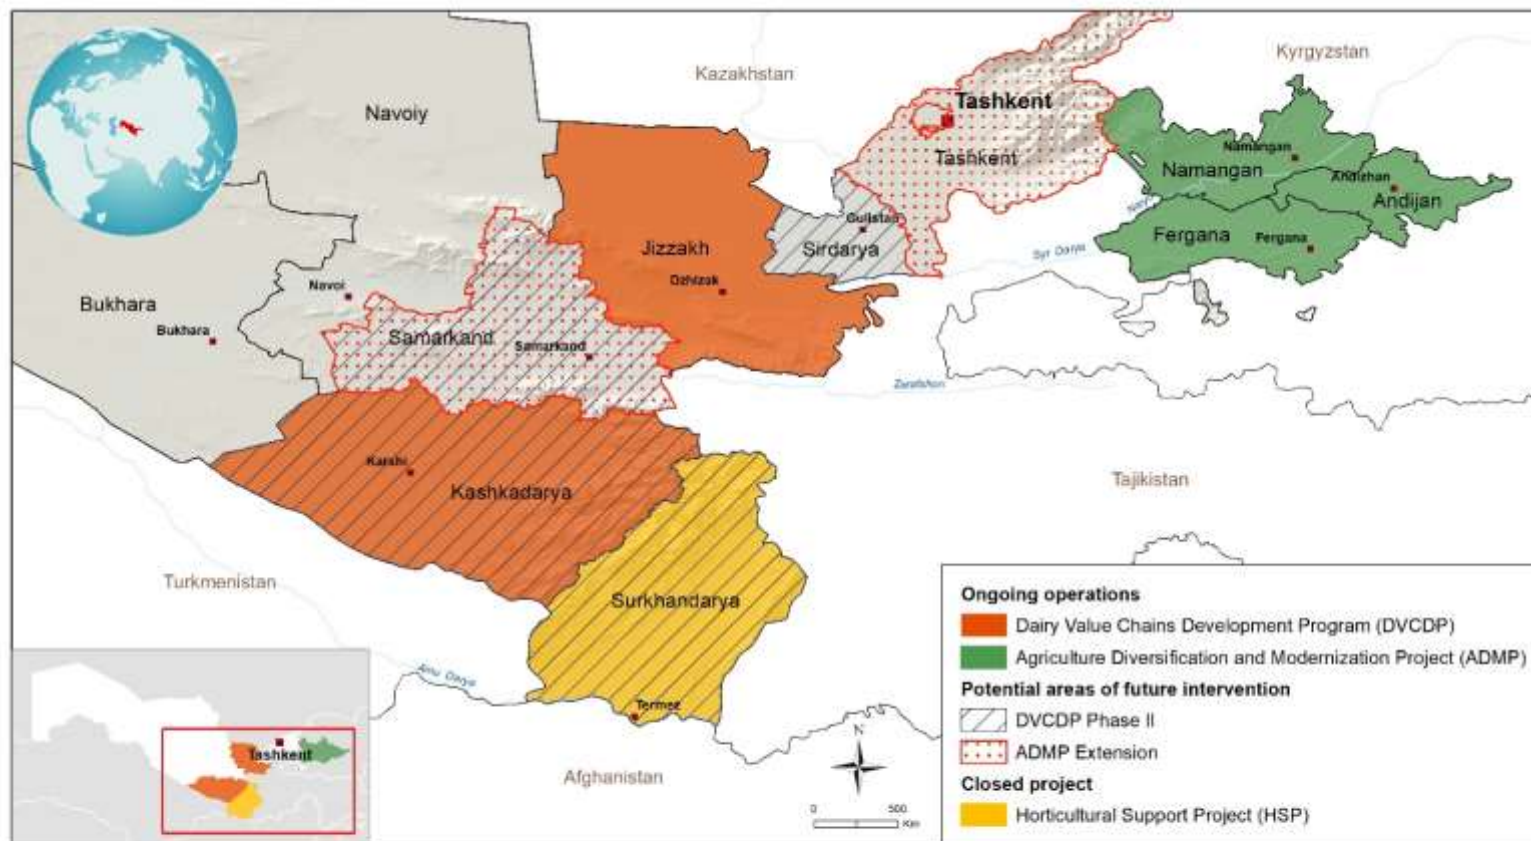 Kazakhstan
Kyrgyzstan
Navoiy
Tashkent
Tashkent
Namangan
Namangan
Andizhan
Andijan
Gulistan
Sirdarya
Fergana
Fergana
Syr Darya
Jizzakh
Dzhizak
Navoi
Bukhara
Bukhara
Samarkand
Samarkand
Zarafshon
Karshi
Kashkadarya
Tajikistan
Turkmenistan
Surkhandarya
Amu Darya
Termez
Afghanistan
N
0 500
Km
Tashkent
Ongoing operations
Dairy Value Chains Development Program (DVCDP)
Agriculture Diversification and Modernization Project (ADMP)
Potential areas of future intervention
DVCDP Phase II
ADMP Extension
Closed project
Horticultural Support Project (HSP)